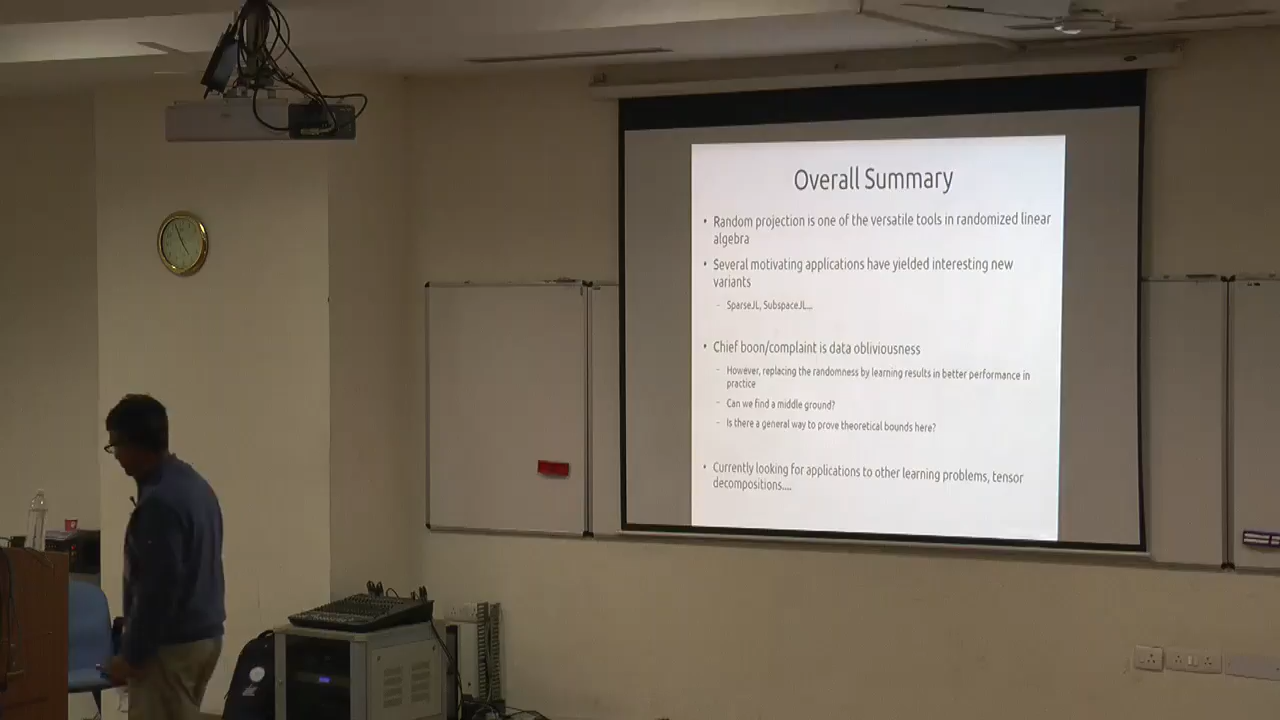 Overall Summary
• Random projection is one of the versatile tools in randomized linear
algebra
• Several motivating applications have yielded interesting new
variants
– SparseJL, SubspaceJL...
• Chief boon/complaint is data obliviousness
– However, replacing the randomness by learning results in better performance in
practice
– Can we find a middle ground?
– Is there a general way to prove theoretical bounds here?
• Currently looking for applications to other learning problems, tensor
decompositions....